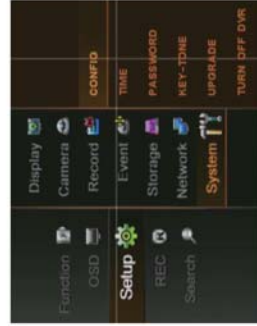 Function
OSD
Setup
REC
Search
Display
Camera
Record
Event
Storage
Network
System
CONFIG
TIME
PASSWORD
KEY-TONE
UPGRADE
TURN OFF DVR